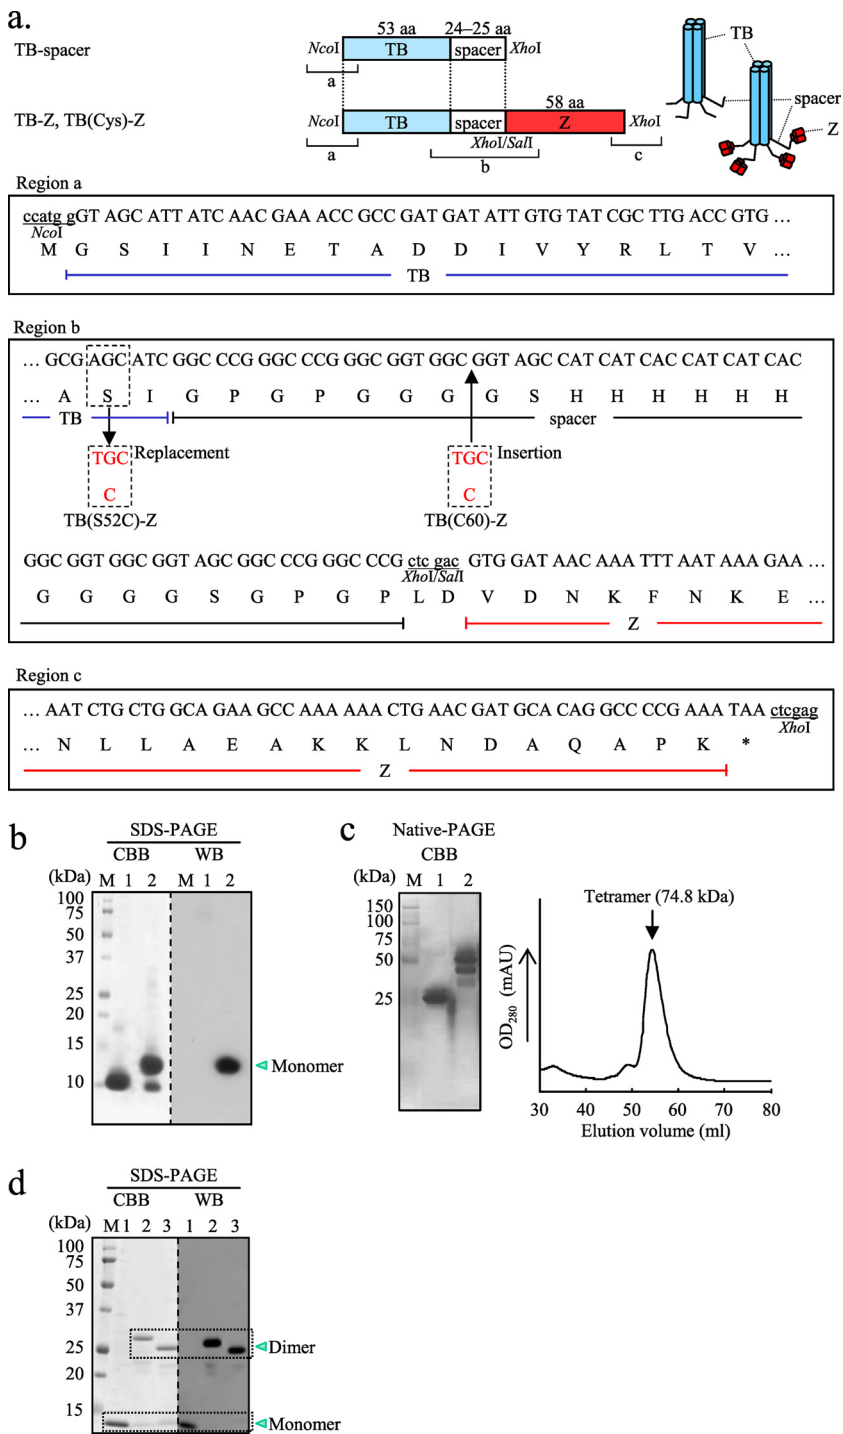 a.
53 aa 24–25 aa
TB-spacer NcoI TB spacer XhoI TB
a
58 aa
spacer
TB-Z, TB(Cys)-Z NcoI TB spacer Z XhoI Z
XhoI/SalI
a b c
Region a
ccatg gGT AGC ATT ATC AAC GAA ACC GCC GAT GAT ATT GTG TAT CGC TTG ACC GTG ...
NcoI
M G S I I N E T A D D I V Y R L T V ...
TB
Region b
... GCG AGC ATC GGC CCG GGC CCG GGC GGT GGC GGT AGC CAT CAT CAC CAT CAT CAC
... A S I G P G P G G G G S H H H H H H
TB spacer
TGC Replacement TGC Insertion
C C
TB(S52C)-Z TB(C60)-Z
GGC GGT GGC GGT AGC GGC CCG GGC CCG ctc gac GTG GAT AAC AAA TTT AAT AAA GAA ...
XhoI/SalI
G G G G S G P G P L D V D N K F N K E ...
Z
Region c
... AAT CTG CTG GCA GAA GCC AAA AAA CTG AAC GAT GCA CAG GCC CCG AAA TAA ctcgag
XhoI
... N L L A E A K K L N D A Q A P K *
Z
b
SDS-PAGE
CBB WB
(kDa) M 1 2 M 1 2
100
75
50
37
25
20
15
10
Monomer
c
Native-PAGE
CBB
(kDa) M 1 2
150
100
75
50
25
Tetramer (74.8 kDa)
OD280 (mAU)
30 40 50 60 70 80
Elution volume (ml)
d
SDS-PAGE
CBB WB
(kDa) M 1 2 3 1 2 3
100
75
50
37
25
20
15
Dimer
Monomer